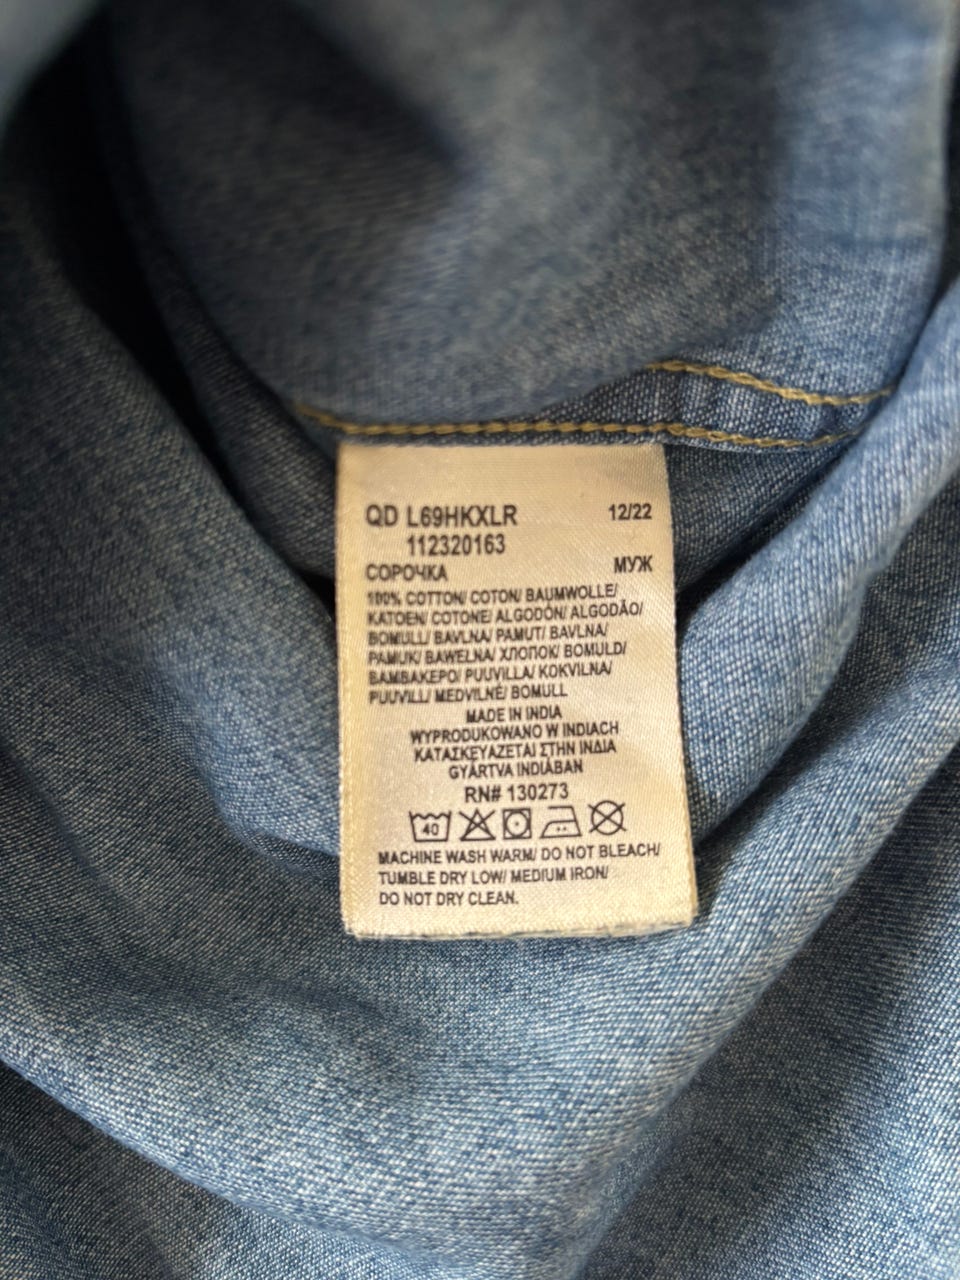 QD L69HKXLR 12/22
112320163
СОРОЧКА МУЖ
100% COTTON/ COTON/ BAUMWOLLE/
KATOEN/ COTONE/ ALGODÓN/ ALGODÃO/
BOMULL/ BAVLNA/ PAMUT/ BAVLNA/
PAMUK/ BAWEŁNA/ ХЛОПОК/ BOMULD/
ΒΑΜΒΑΚΕΡΟ/ PUUVILLA/ KOKVILNA/
PUUVILL/ MEDVILNĖ/ BOMULL
MADE IN INDIA
WYPRODUKOWANO W INDIACH
ΚΑΤΑΣΚΕΥΑΖΕΤΑΙ ΣΤΗΝ ΙΝΔΙΑ
GYÁRTVA INDIÁBAN
RN# 130273
40
MACHINE WASH WARM/ DO NOT BLEACH/
TUMBLE DRY LOW/ MEDIUM IRON/
DO NOT DRY CLEAN.